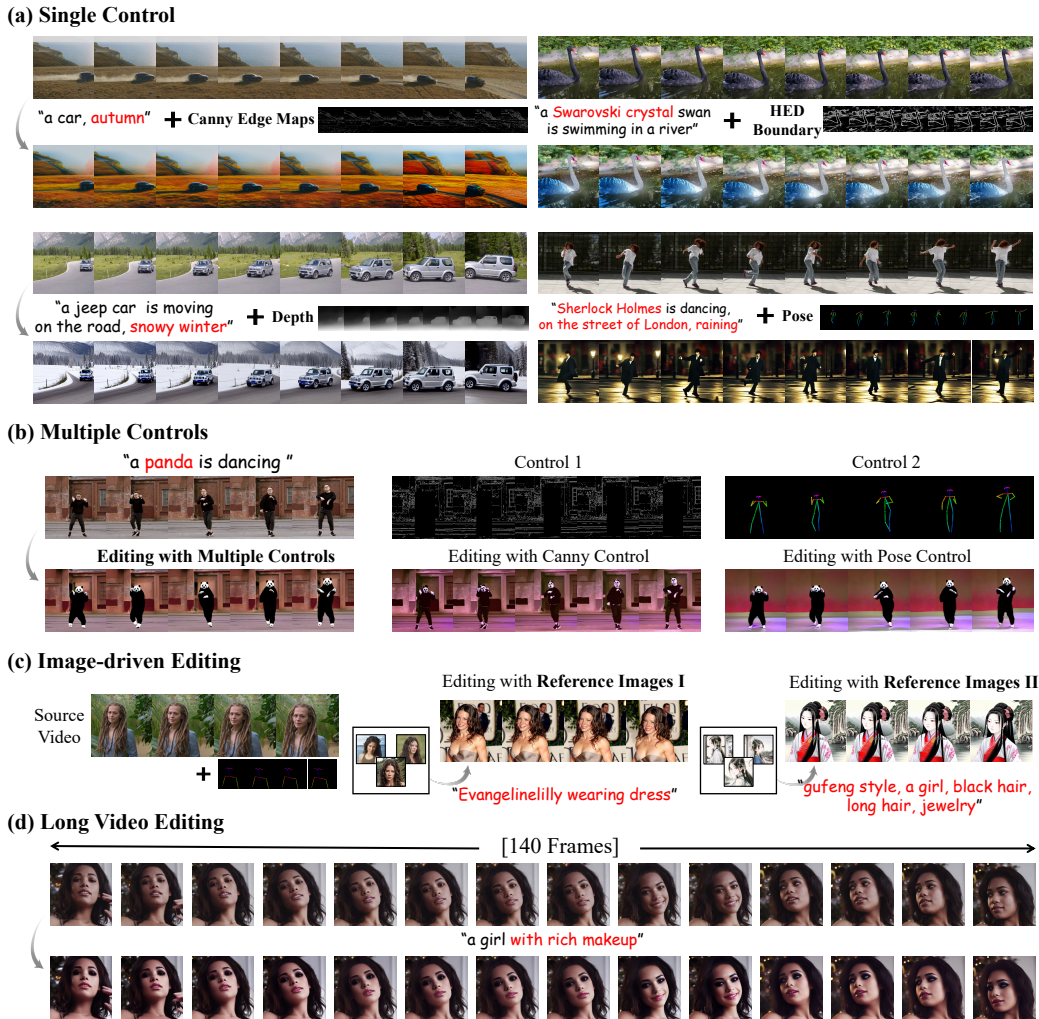 (a) Single Control
"a car, autumn" + Canny Edge Maps
"a Swarovski crystal swan
is swimming in a river" + HED
Boundary
"a jeep car is moving
on the road, snowy winter" + Depth
"Sherlock Holmes is dancing,
on the street of London, raining" + Pose
(b) Multiple Controls
"a panda is dancing "
Control 1
Control 2
Editing with Multiple Controls
Editing with Canny Control
Editing with Pose Control
(c) Image-driven Editing
Source
Video
+
Editing with Reference Images I
"Evangelinelilly wearing dress"
Editing with Reference Images II
"gufeng style, a girl, black hair,
long hair, jewelry"
(d) Long Video Editing
[140 Frames]
"a girl with rich makeup"